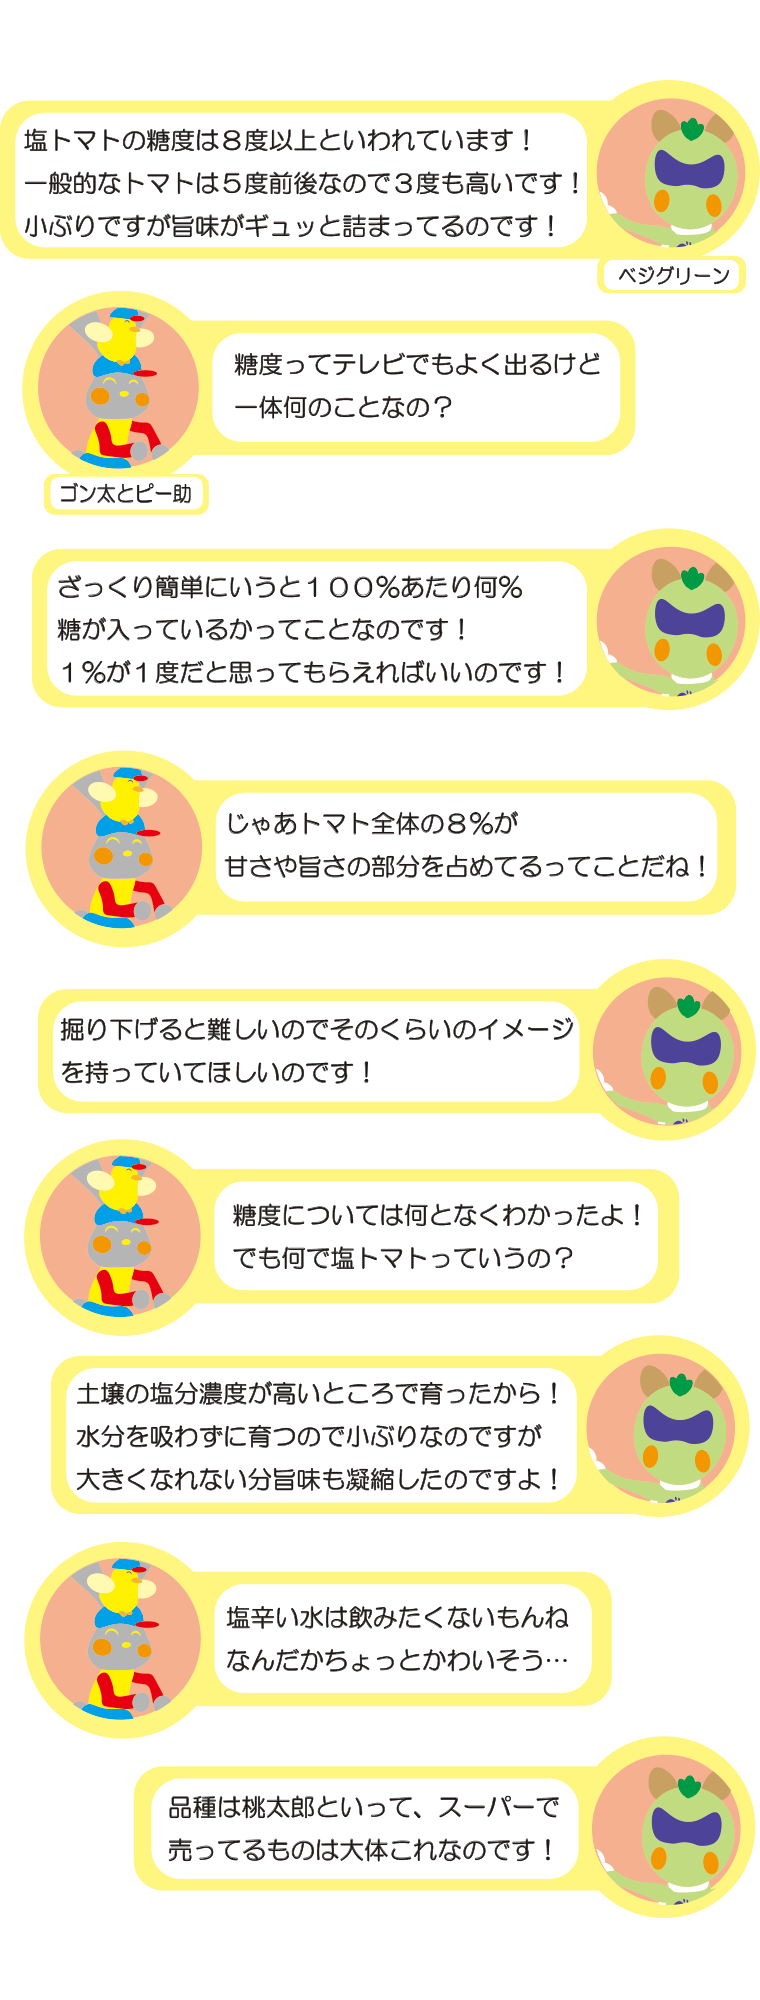 塩トマトの糖度は８度以上といわれています！
一般的なトマトは５度前後なので３度も高いです！
小ぶりですが旨味がギュッと詰まってるのです！
ベジグリーン
糖度ってテレビでもよく出るけど
一体何のことなの？
ゴン太とピー助
ざっくり簡単にいうと１００％あたり何％
糖が入っているかってことなのです！
１％が１度だと思ってもらえればいいのです！
じゃあトマト全体の８％が
甘さや旨さの部分を占めてるってことだね！
掘り下げると難しいのでそのくらいのイメージ
を持っていてほしいのです！
糖度については何となくわかったよ！
でも何で塩トマトっていうの？
土壌の塩分濃度が高いところで育ったから！
水分を吸わずに育つので小ぶりなのですが
大きくなれない分旨味も凝縮したのですよ！
塩辛い水は飲みたくないもんね
なんだかちょっとかわいそう…
品種は桃太郎といって、スーパーで
売ってるものは大体これなのです！